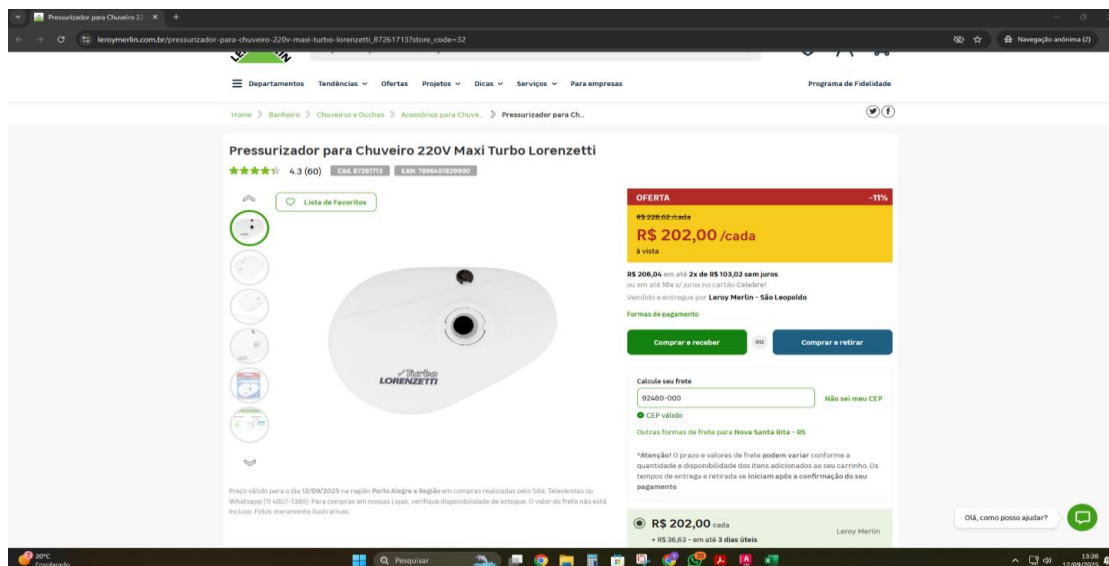 Pressurizador para Chuveiro 22
leroymerlin.com.br/pressurizador-para-chuveiro-220v-maxi-turbo-lorenzetti_87261713?store_code=32
Navegação anônima (2)
Departamentos Tendências Ofertas Projetos Dicas Serviços Para empresas
Programa de Fidelidade
Home Banheiro Chuveiros e Duchas Acessórios para Chuve... Pressurizador para Ch...
Pressurizador para Chuveiro 220V Maxi Turbo Lorenzetti
4.3 (60) Cód. 87261713 EAN: 7896451829900
Lista de Favoritos
Turbo
LORENZETTI
OFERTA -11%
R$ 228,02 /cada
R$ 202,00 /cada
à vista
R$ 206,04 em até 2x de R$ 103,02 sem juros
ou em até 10x s/ juros no cartão Celebre!
Vendido e entregue por Leroy Merlin - São Leopoldo
Formas de pagamento
Comprar e receber ou Comprar e retirar
Calcule seu frete
92480-000 Não sei meu CEP
CEP válido
Outras formas de frete para Nova Santa Rita - RS
*Atenção! O prazo e valores de frete podem variar conforme a
quantidade e disponibilidade dos itens adicionados ao seu carrinho. Os
tempos de entrega e retirada se iniciam após a confirmação do seu
pagamento.
Preço válido para o dia 12/09/2025 na região Porto Alegre e Região em compras realizadas pelo Site, Televendas ou
Whatsapp (11 4007-1380). Para compras em nossas Lojas, verifique disponibilidade de estoque. O valor do frete não está
incluso. Fotos meramente ilustrativas.
R$ 202,00 cada
+ R$ 36,63 - em até 3 dias úteis
Leroy Merlin
Olá, como posso ajudar?
20°C
Ensolarado
Pesquisar
13:26
12/09/2025